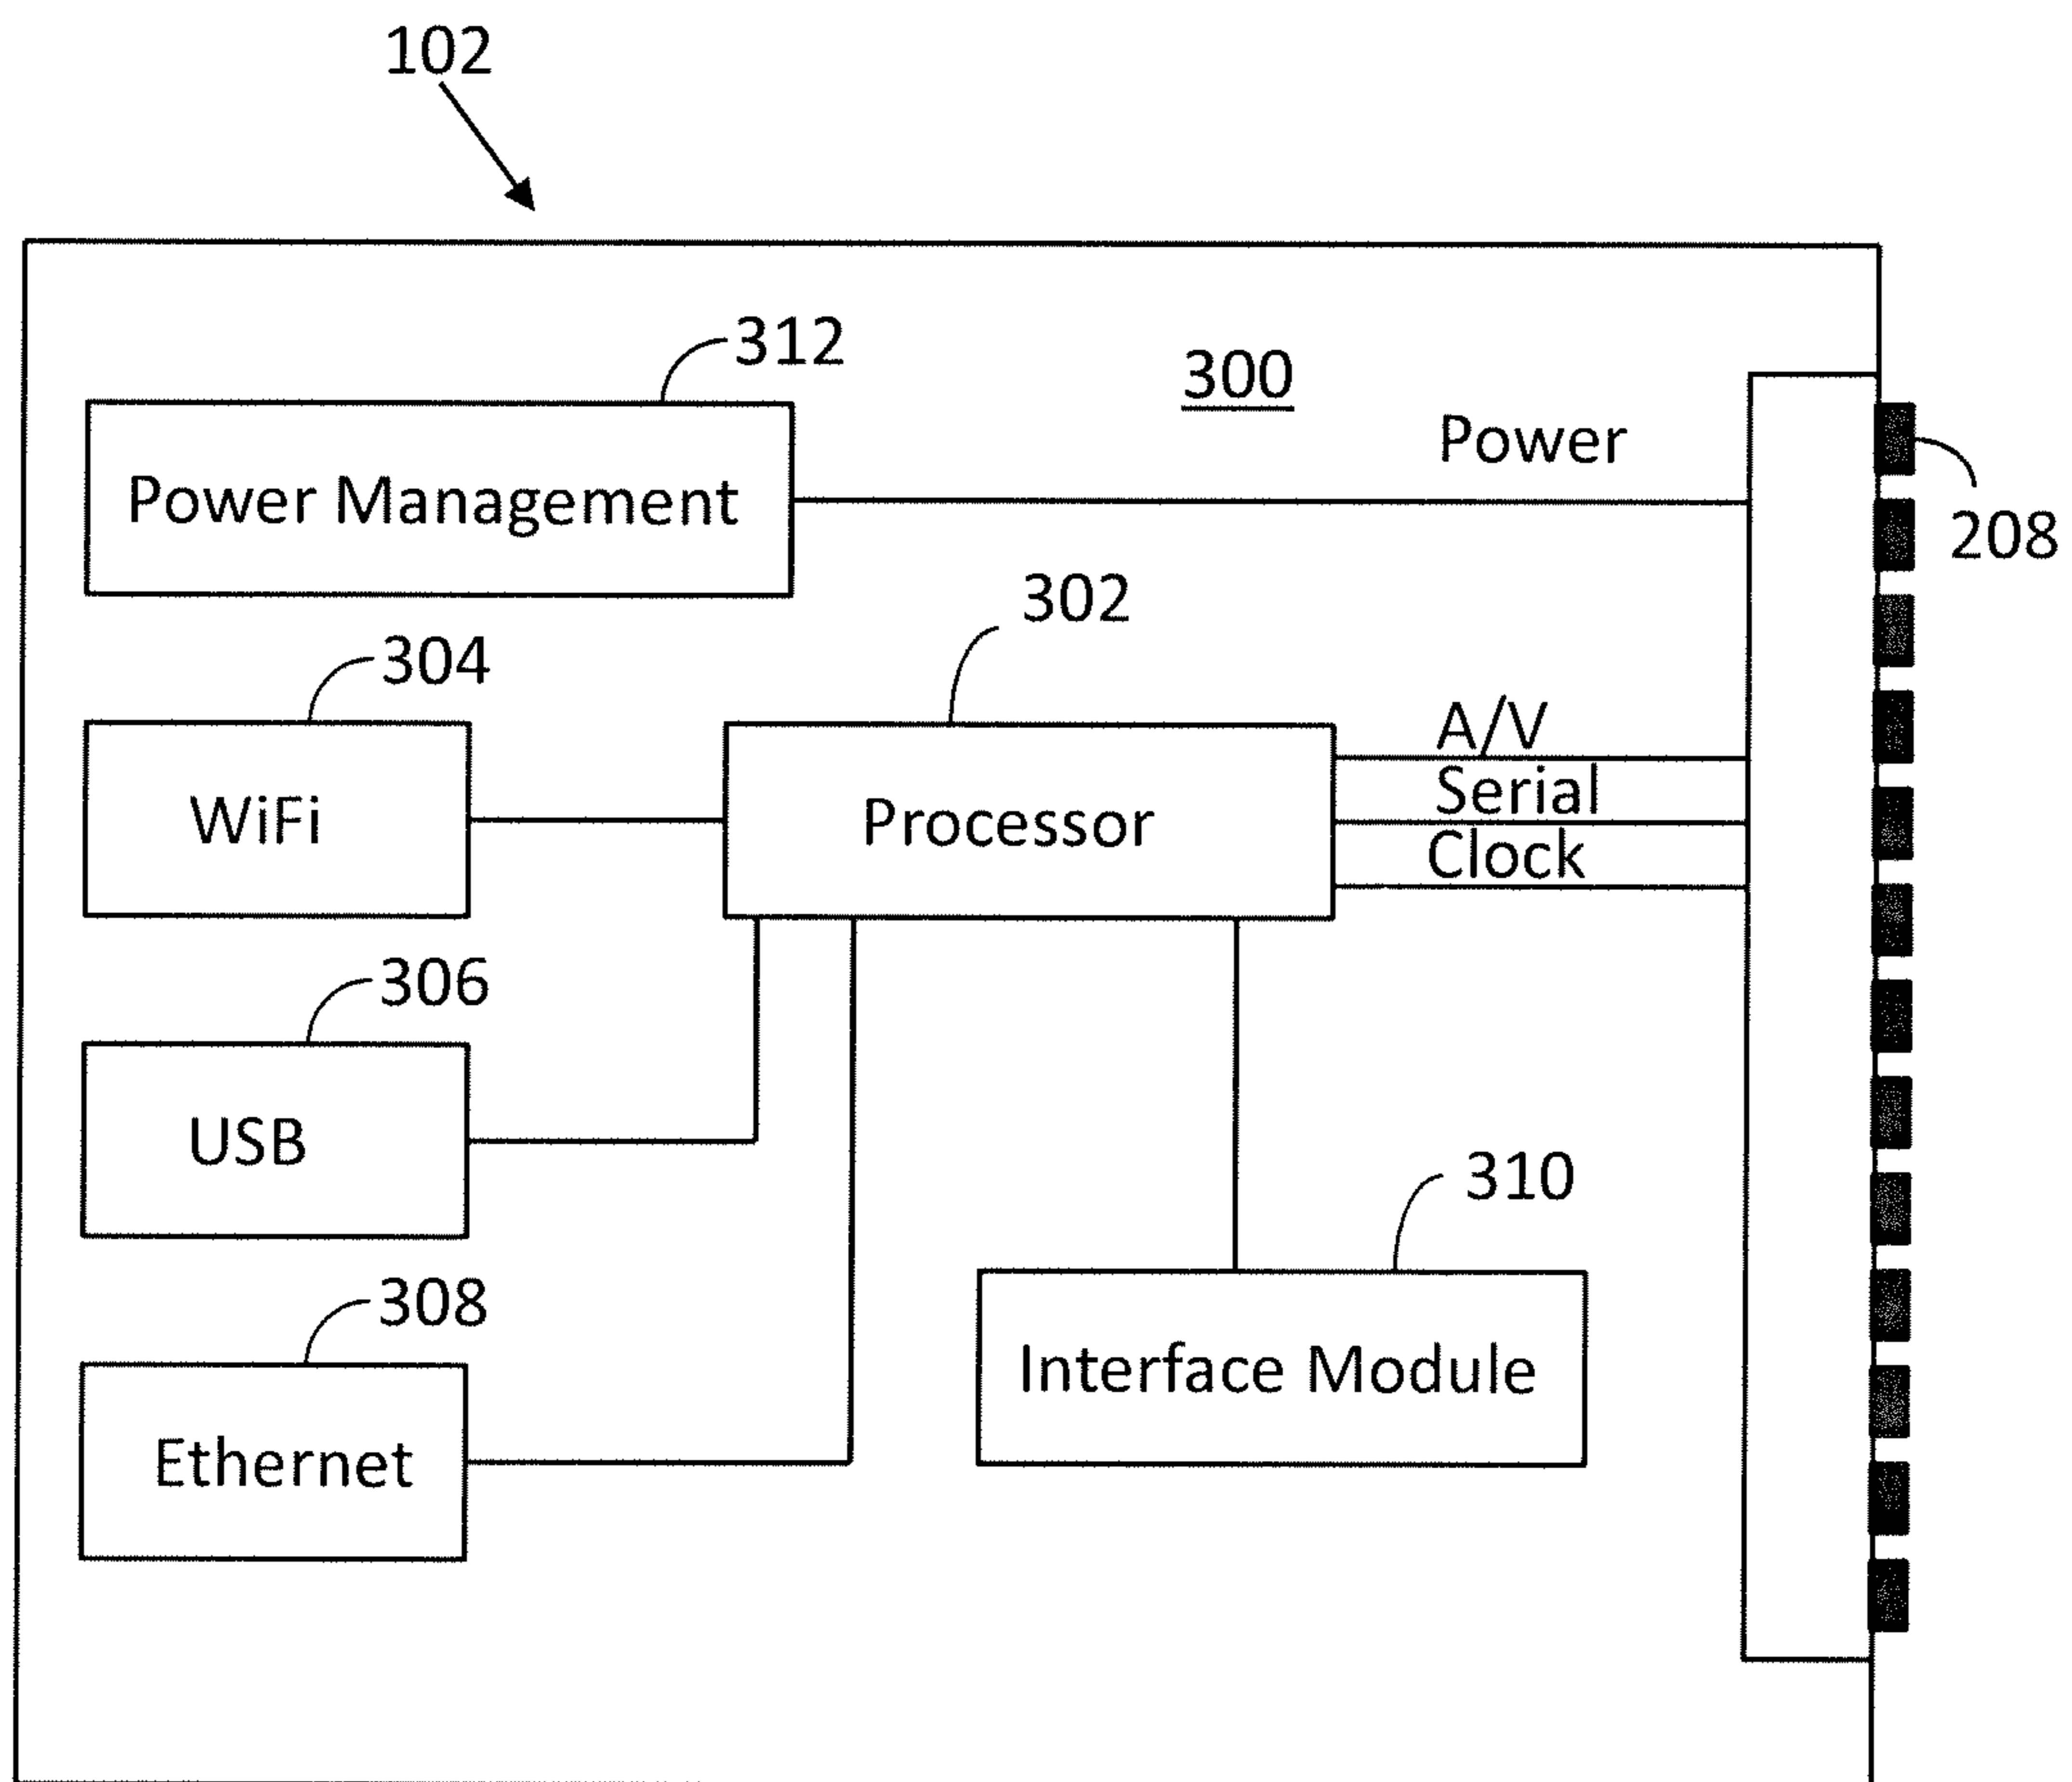 102
312
300
Power
Power Management
208
302
304
A/V
Serial
WiFi
Processor
Clock
306
USB
310
308
Interface Module
Ethernet